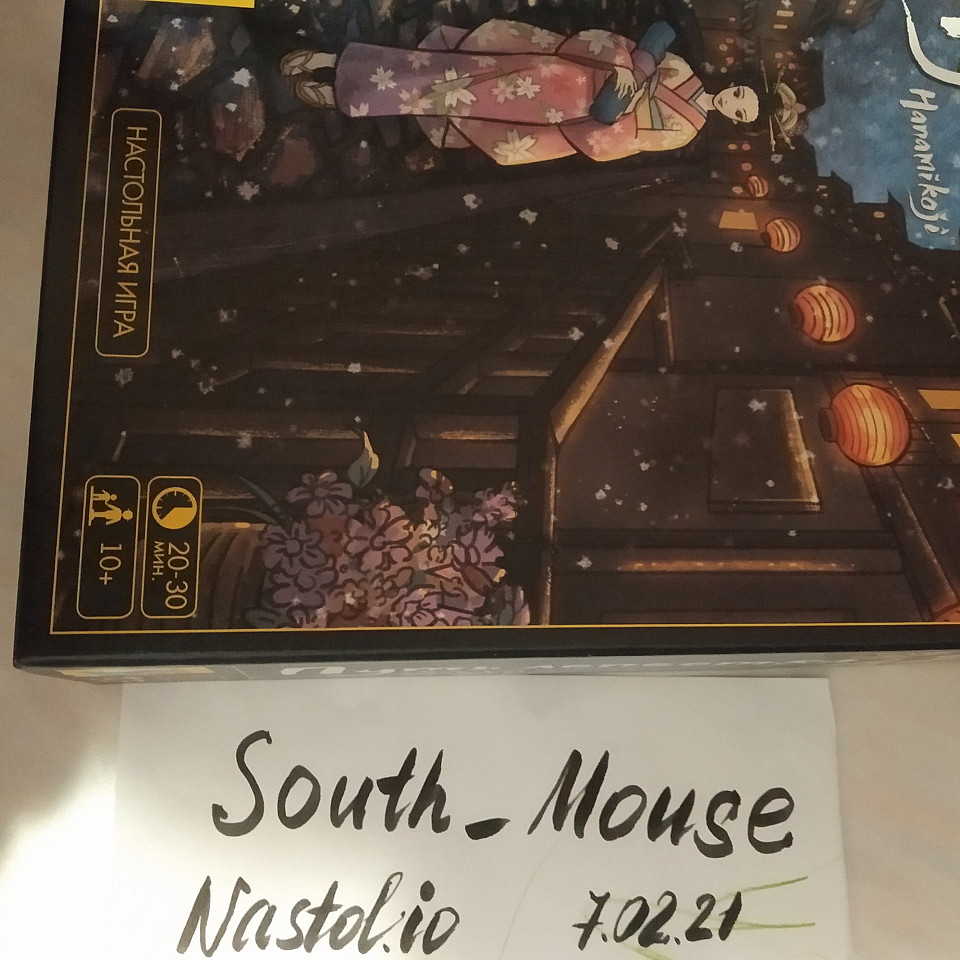 Hanamikoji
НАСТОЛЬНАЯ ИГРА
20-30
МИН.
10+
South_Mouse
Nastol.io 7.02.21